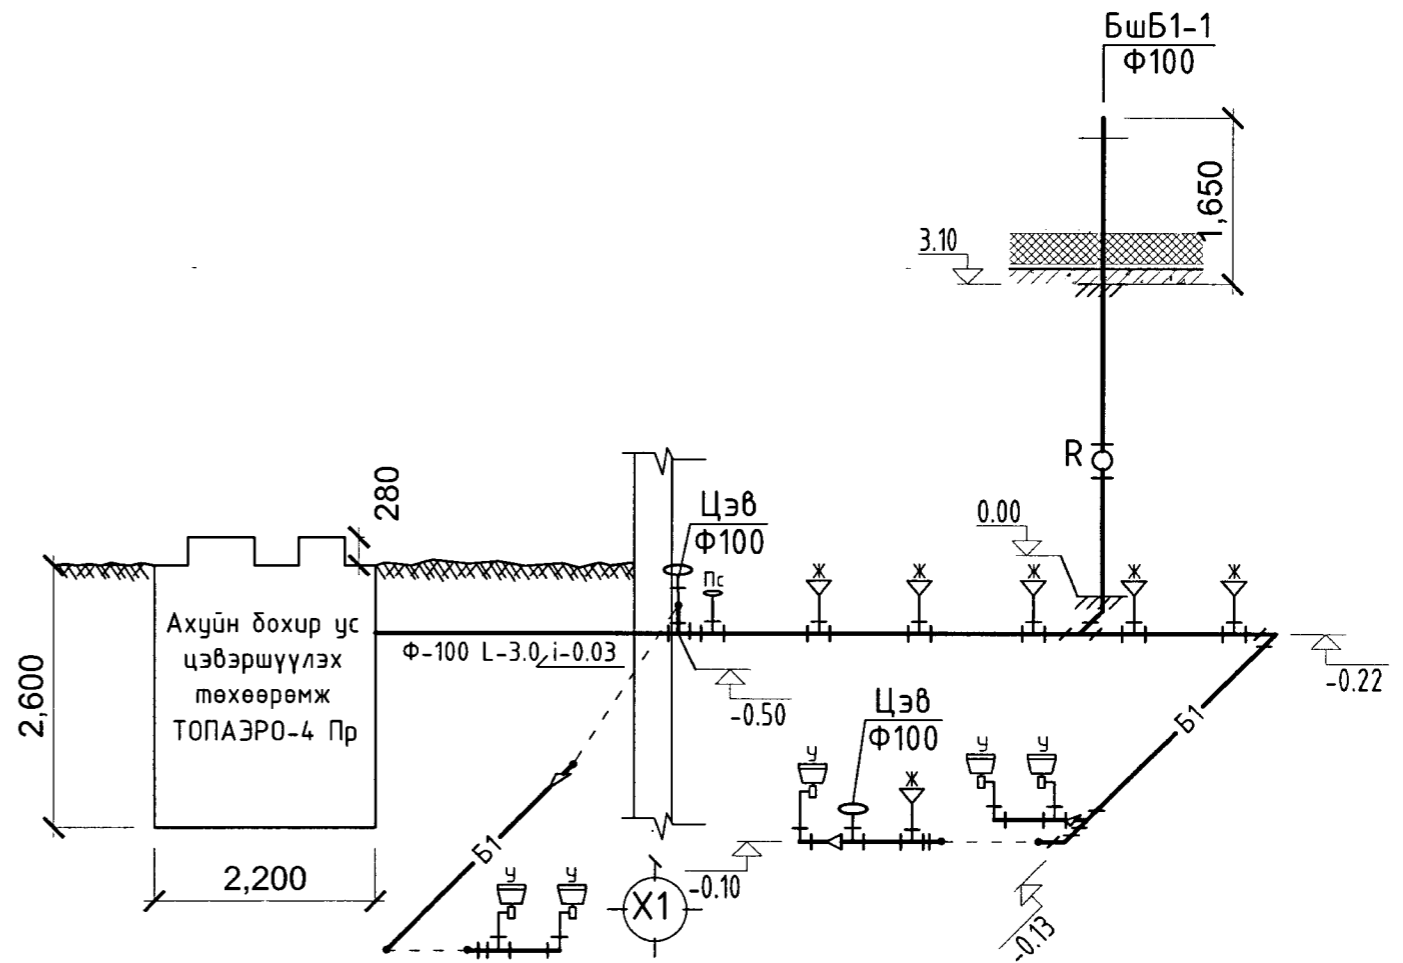 БшБ1-1
Ф100
1,650
3.10
R
280
Цэв
Ф100
0.00
Пс
Ж
Ж
Ж
Ж
Ж
Ахуйн бохир ус
цэвэршүүлэх
төхөөрөмж
ТОПАЭРО-4 Пр
2,600
Ф-100 L-3.0 i-0.03
-0.50
-0.22
Б1
Цэв
Ф100
У
Ж
У
У
2,200
Б1
У
У
Х1
-0.10
-0.13